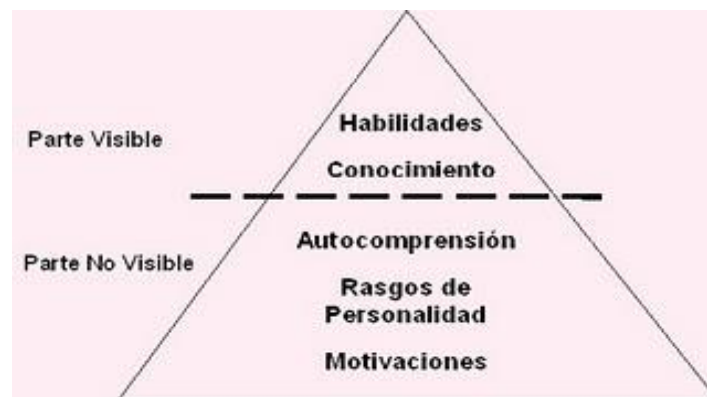 Habilidades
Parte Visible
Conocimiento
Autocomprensión
Parte No Visible
Rasgos de
Personalidad
Motivaciones